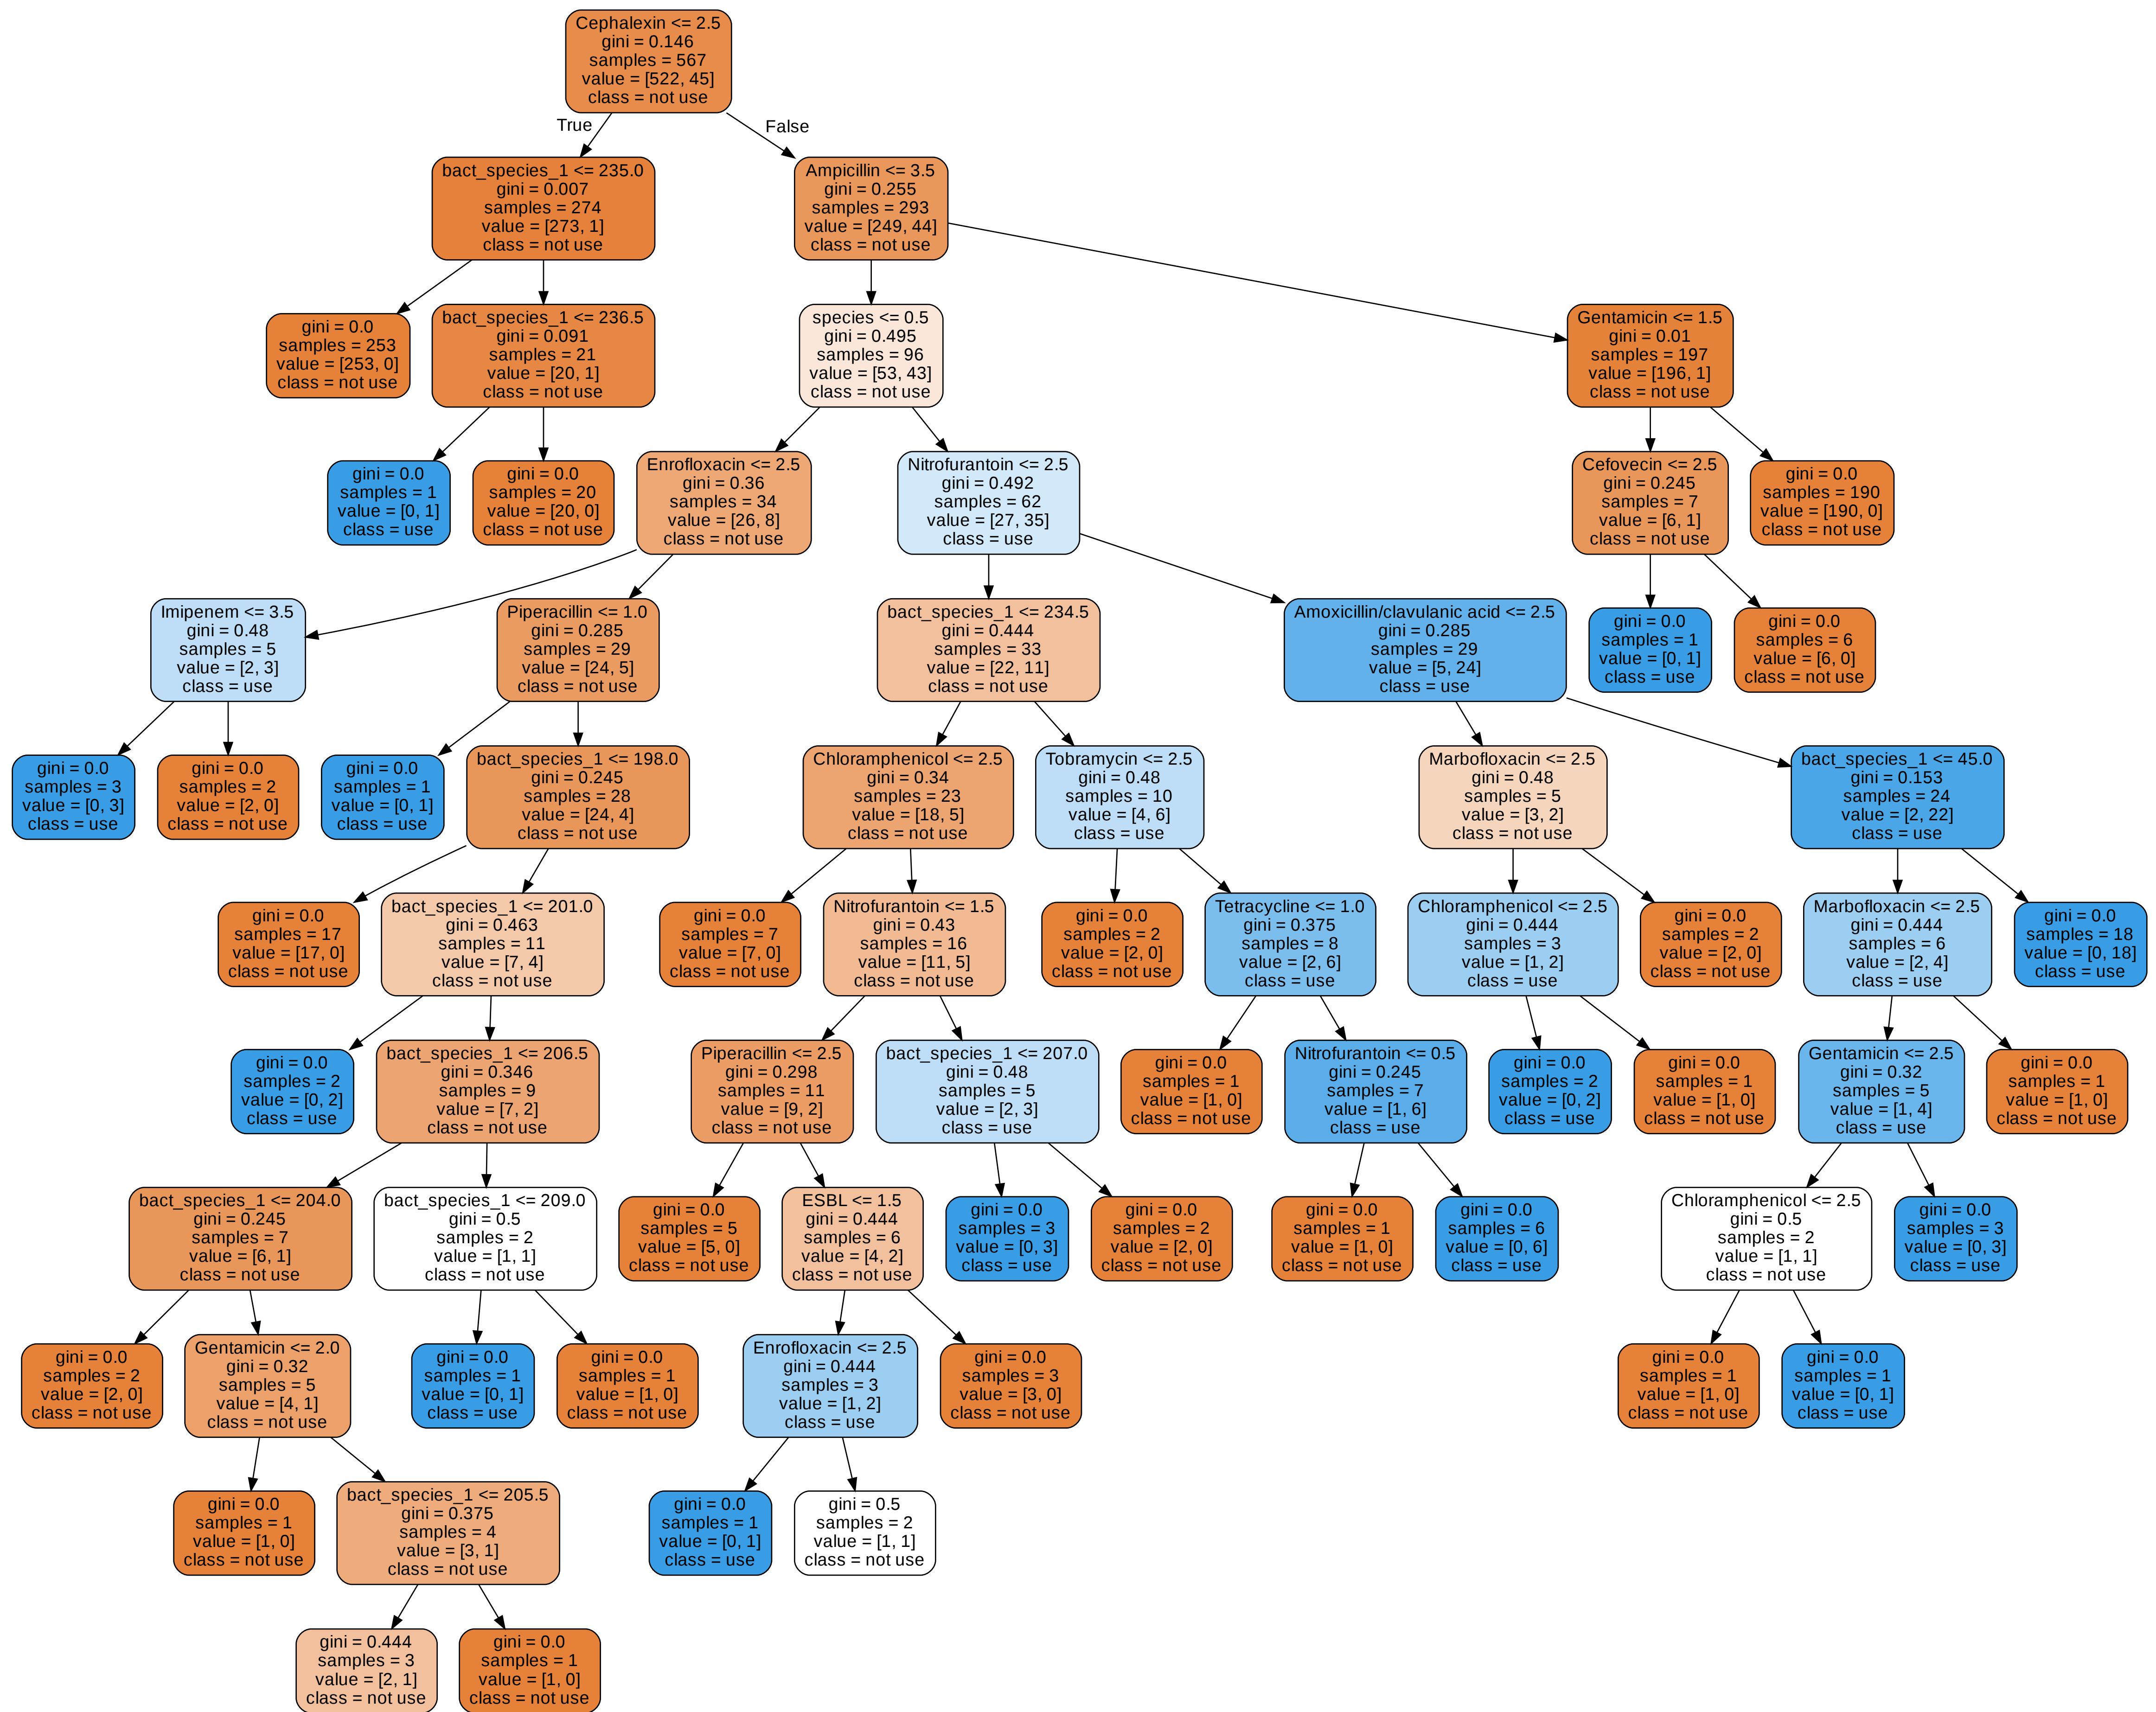 Cephalexin <= 2.5
gini = 0.146
samples = 567
value = [522, 45]
class = not use
True
False
bact_species_1 <= 235.0
gini = 0.007
samples = 274
value = [273, 1]
class = not use
Ampicillin <= 3.5
gini = 0.255
samples = 293
value = [249, 44]
class = not use
gini = 0.0
samples = 253
value = [253, 0]
class = not use
bact_species_1 <= 236.5
gini = 0.091
samples = 21
value = [20, 1]
class = not use
species <= 0.5
gini = 0.495
samples = 96
value = [53, 43]
class = not use
Gentamicin <= 1.5
gini = 0.01
samples = 197
value = [196, 1]
class = not use
gini = 0.0
samples = 1
value = [0, 1]
class = use
gini = 0.0
samples = 20
value = [20, 0]
class = not use
Enrofloxacin <= 2.5
gini = 0.36
samples = 34
value = [26, 8]
class = not use
Nitrofurantoin <= 2.5
gini = 0.492
samples = 62
value = [27, 35]
class = use
Cefovecin <= 2.5
gini = 0.245
samples = 7
value = [6, 1]
class = not use
gini = 0.0
samples = 190
value = [190, 0]
class = not use
Imipenem <= 3.5
gini = 0.48
samples = 5
value = [2, 3]
class = use
Piperacillin <= 1.0
gini = 0.285
samples = 29
value = [24, 5]
class = not use
bact_species_1 <= 234.5
gini = 0.444
samples = 33
value = [22, 11]
class = not use
Amoxicillin/clavulanic acid <= 2.5
gini = 0.285
samples = 29
value = [5, 24]
class = use
gini = 0.0
samples = 1
value = [0, 1]
class = use
gini = 0.0
samples = 6
value = [6, 0]
class = not use
gini = 0.0
samples = 3
value = [0, 3]
class = use
gini = 0.0
samples = 2
value = [2, 0]
class = not use
gini = 0.0
samples = 1
value = [0, 1]
class = use
bact_species_1 <= 198.0
gini = 0.245
samples = 28
value = [24, 4]
class = not use
Chloramphenicol <= 2.5
gini = 0.34
samples = 23
value = [18, 5]
class = not use
Tobramycin <= 2.5
gini = 0.48
samples = 10
value = [4, 6]
class = use
Marbofloxacin <= 2.5
gini = 0.48
samples = 5
value = [3, 2]
class = not use
bact_species_1 <= 45.0
gini = 0.153
samples = 24
value = [2, 22]
class = use
gini = 0.0
samples = 17
value = [17, 0]
class = not use
bact_species_1 <= 201.0
gini = 0.463
samples = 11
value = [7, 4]
class = not use
gini = 0.0
samples = 7
value = [7, 0]
class = not use
Nitrofurantoin <= 1.5
gini = 0.43
samples = 16
value = [11, 5]
class = not use
gini = 0.0
samples = 2
value = [2, 0]
class = not use
Tetracycline <= 1.0
gini = 0.375
samples = 8
value = [2, 6]
class = use
Chloramphenicol <= 2.5
gini = 0.444
samples = 3
value = [1, 2]
class = use
gini = 0.0
samples = 2
value = [2, 0]
class = not use
Marbofloxacin <= 2.5
gini = 0.444
samples = 6
value = [2, 4]
class = use
gini = 0.0
samples = 18
value = [0, 18]
class = use
gini = 0.0
samples = 2
value = [0, 2]
class = use
bact_species_1 <= 206.5
gini = 0.346
samples = 9
value = [7, 2]
class = not use
Piperacillin <= 2.5
gini = 0.298
samples = 11
value = [9, 2]
class = not use
bact_species_1 <= 207.0
gini = 0.48
samples = 5
value = [2, 3]
class = use
gini = 0.0
samples = 1
value = [1, 0]
class = not use
Nitrofurantoin <= 0.5
gini = 0.245
samples = 7
value = [1, 6]
class = use
gini = 0.0
samples = 2
value = [0, 2]
class = use
gini = 0.0
samples = 1
value = [1, 0]
class = not use
Gentamicin <= 2.5
gini = 0.32
samples = 5
value = [1, 4]
class = use
gini = 0.0
samples = 1
value = [1, 0]
class = not use
bact_species_1 <= 204.0
gini = 0.245
samples = 7
value = [6, 1]
class = not use
bact_species_1 <= 209.0
gini = 0.5
samples = 2
value = [1, 1]
class = not use
gini = 0.0
samples = 5
value = [5, 0]
class = not use
ESBL <= 1.5
gini = 0.444
samples = 6
value = [4, 2]
class = not use
gini = 0.0
samples = 3
value = [0, 3]
class = use
gini = 0.0
samples = 2
value = [2, 0]
class = not use
gini = 0.0
samples = 1
value = [1, 0]
class = not use
gini = 0.0
samples = 6
value = [0, 6]
class = use
Chloramphenicol <= 2.5
gini = 0.5
samples = 2
value = [1, 1]
class = not use
gini = 0.0
samples = 3
value = [0, 3]
class = use
gini = 0.0
samples = 2
value = [2, 0]
class = not use
Gentamicin <= 2.0
gini = 0.32
samples = 5
value = [4, 1]
class = not use
gini = 0.0
samples = 1
value = [0, 1]
class = use
gini = 0.0
samples = 1
value = [1, 0]
class = not use
Enrofloxacin <= 2.5
gini = 0.444
samples = 3
value = [1, 2]
class = use
gini = 0.0
samples = 3
value = [3, 0]
class = not use
gini = 0.0
samples = 1
value = [1, 0]
class = not use
gini = 0.0
samples = 1
value = [0, 1]
class = use
gini = 0.0
samples = 1
value = [1, 0]
class = not use
bact_species_1 <= 205.5
gini = 0.375
samples = 4
value = [3, 1]
class = not use
gini = 0.0
samples = 1
value = [0, 1]
class = use
gini = 0.5
samples = 2
value = [1, 1]
class = not use
gini = 0.444
samples = 3
value = [2, 1]
class = not use
gini = 0.0
samples = 1
value = [1, 0]
class = not use